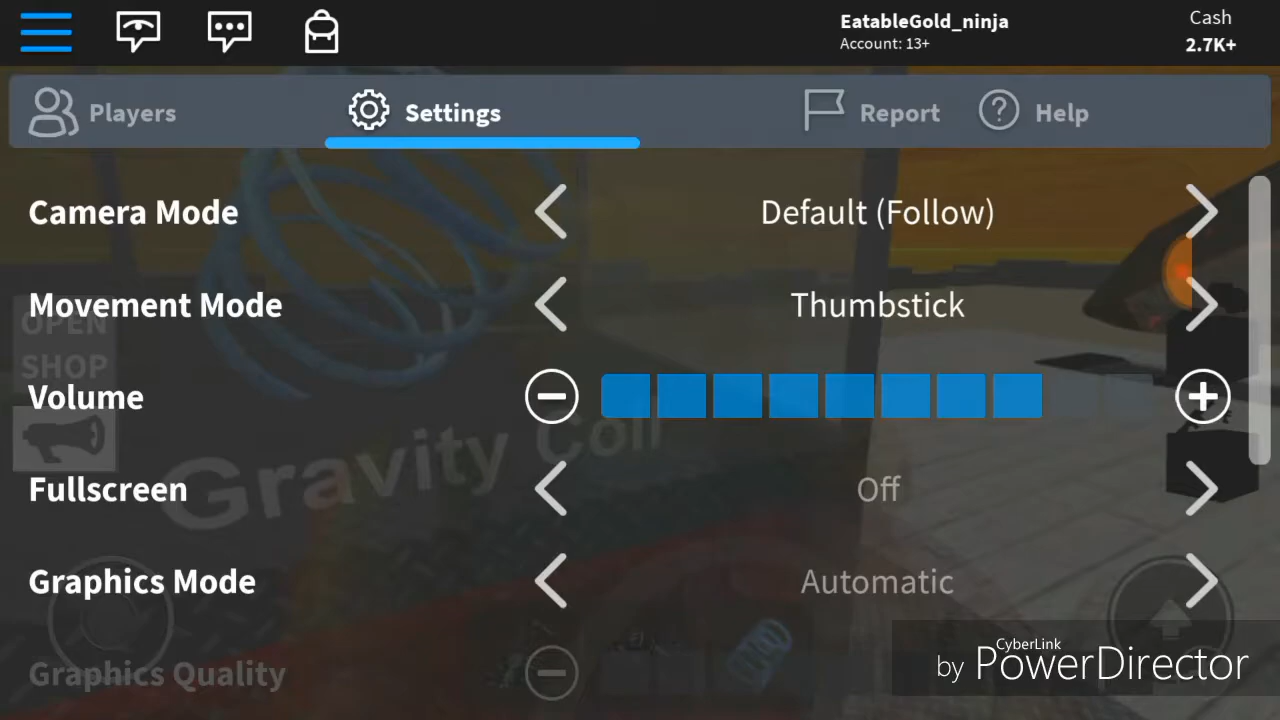 EatableGold_ninja
Account: 13+
Cash
2.7K+
Players
Settings
Report
Help
Camera Mode
Default (Follow)
Movement Mode
Thumbstick
OPEN
SHOP
Volume
Gravity Coil
Fullscreen
Off
Graphics Mode
Automatic
Graphics Quality
CyberLink
by PowerDirector